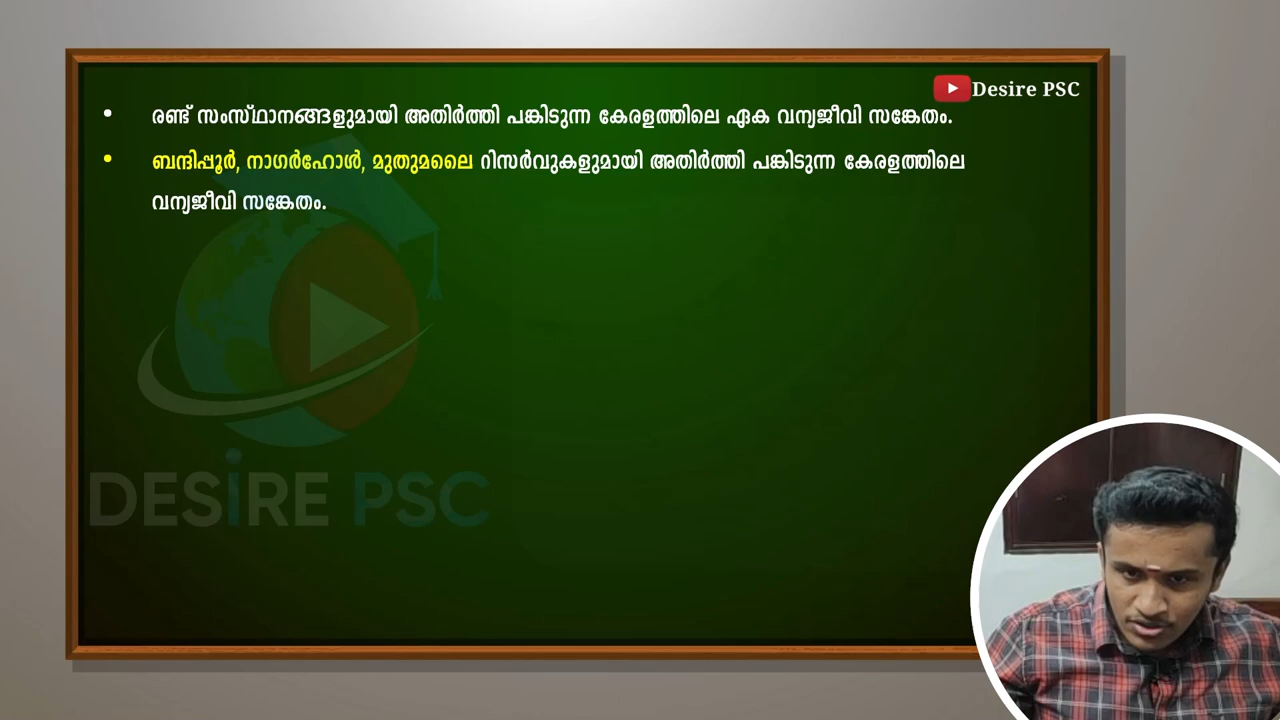 Desire PSC
• രണ്ട് സംസ്ഥാനങ്ങളുമായി അതിർത്തി പങ്കിടുന്ന കേരളത്തിലെ ഏക വന്യജീവി സങ്കേതം.
• ബന്ദിപ്പൂർ, നാഗർഹോൾ, മുതുമലൈ റിസർവുകളുമായി അതിർത്തി പങ്കിടുന്ന കേരളത്തിലെ
വന്യജീവി സങ്കേതം.
DESIRE PSC